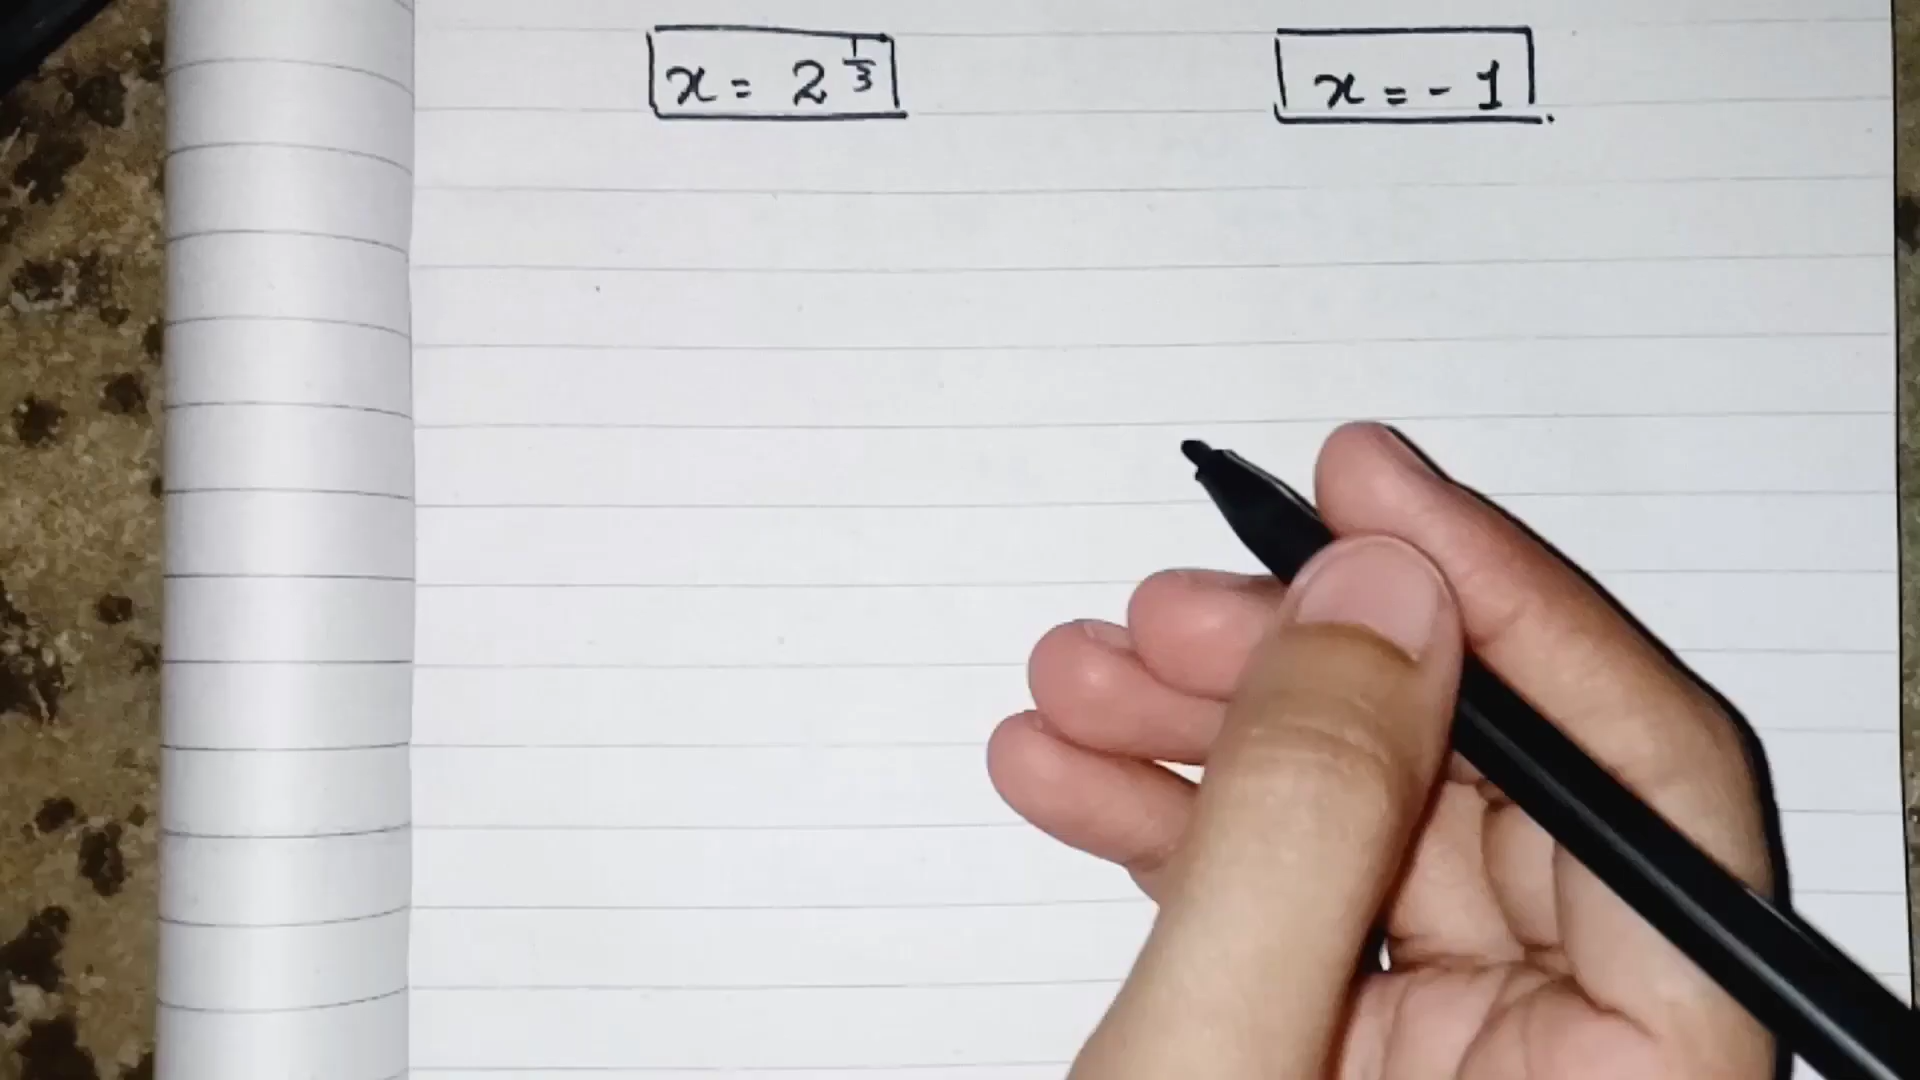 x = 2^{1/3}
x = -1